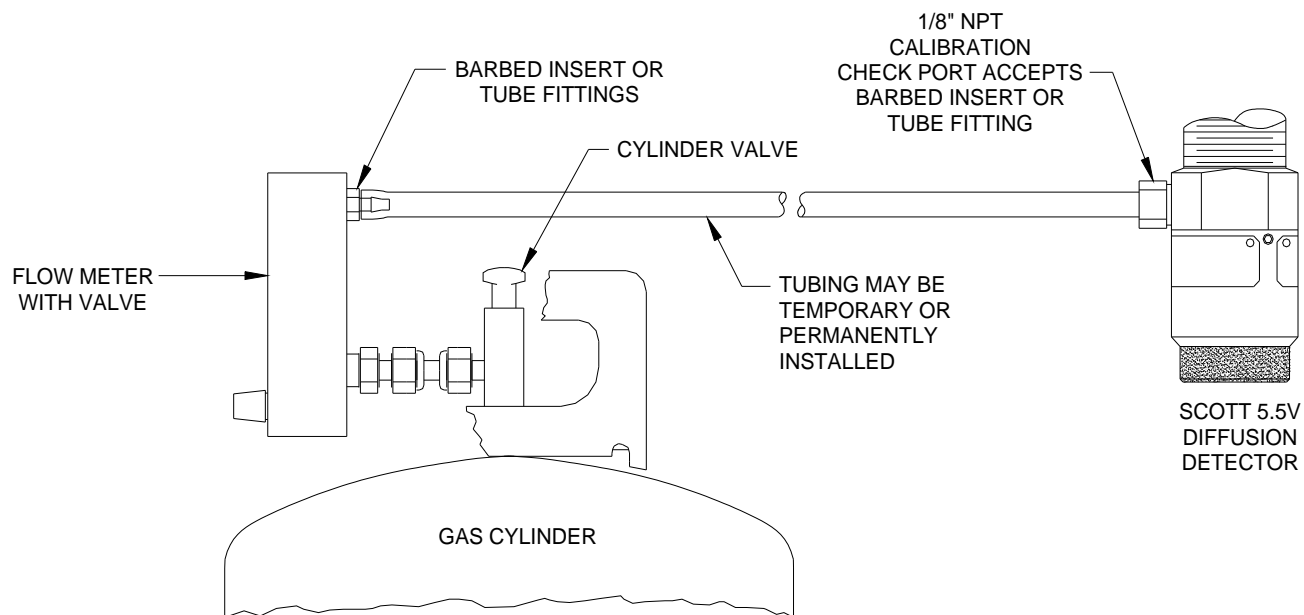 1/8" NPT
CALIBRATION
CHECK PORT ACCEPTS
BARBED INSERT OR
TUBE FITTING
BARBED INSERT OR
TUBE FITTINGS
CYLINDER VALVE
FLOW METER
WITH VALVE
TUBING MAY BE
TEMPORARY OR
PERMANENTLY
INSTALLED
SCOTT 5.5V
DIFFUSION
DETECTOR
GAS CYLINDER